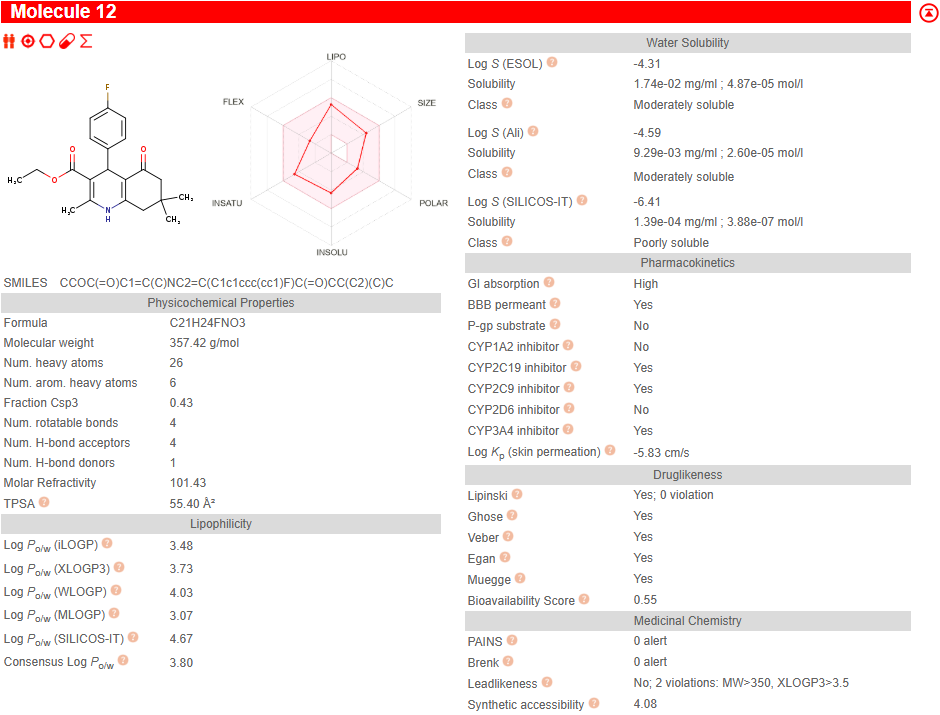 Molecule 12
LIPO
FLEX
SIZE
INSATU
POLAR
INSOLU
F
O
O
H₃C
O
CH₃
H₃C
N
H
CH₃
SMILES CCOC(=O)C1=C(C)NC2=C(C1c1ccc(cc1)F)C(=O)CC(C2)(C)C
Physicochemical Properties
Formula C21H24FNO3
Molecular weight 357.42 g/mol
Num. heavy atoms 26
Num. arom. heavy atoms 6
Fraction Csp3 0.43
Num. rotatable bonds 4
Num. H-bond acceptors 4
Num. H-bond donors 1
Molar Refractivity 101.43
TPSA ? 55.40 Å²
Lipophilicity
Log Po/w (iLOGP) ? 3.48
Log Po/w (XLOGP3) ? 3.73
Log Po/w (WLOGP) ? 4.03
Log Po/w (MLOGP) ? 3.07
Log Po/w (SILICOS-IT) ? 4.67
Consensus Log Po/w ? 3.80
Water Solubility
Log S (ESOL) ? -4.31
Solubility 1.74e-02 mg/ml ; 4.87e-05 mol/l
Class ? Moderately soluble
Log S (Ali) ? -4.59
Solubility 9.29e-03 mg/ml ; 2.60e-05 mol/l
Class ? Moderately soluble
Log S (SILICOS-IT) ? -6.41
Solubility 1.39e-04 mg/ml ; 3.88e-07 mol/l
Class ? Poorly soluble
Pharmacokinetics
GI absorption ? High
BBB permeant ? Yes
P-gp substrate ? No
CYP1A2 inhibitor ? No
CYP2C19 inhibitor ? Yes
CYP2C9 inhibitor ? Yes
CYP2D6 inhibitor ? No
CYP3A4 inhibitor ? Yes
Log Kp (skin permeation) ? -5.83 cm/s
Druglikeness
Lipinski ? Yes; 0 violation
Ghose ? Yes
Veber ? Yes
Egan ? Yes
Muegge ? Yes
Bioavailability Score ? 0.55
Medicinal Chemistry
PAINS ? 0 alert
Brenk ? 0 alert
Leadlikeness ? No; 2 violations: MW>350, XLOGP3>3.5
Synthetic accessibility ? 4.08